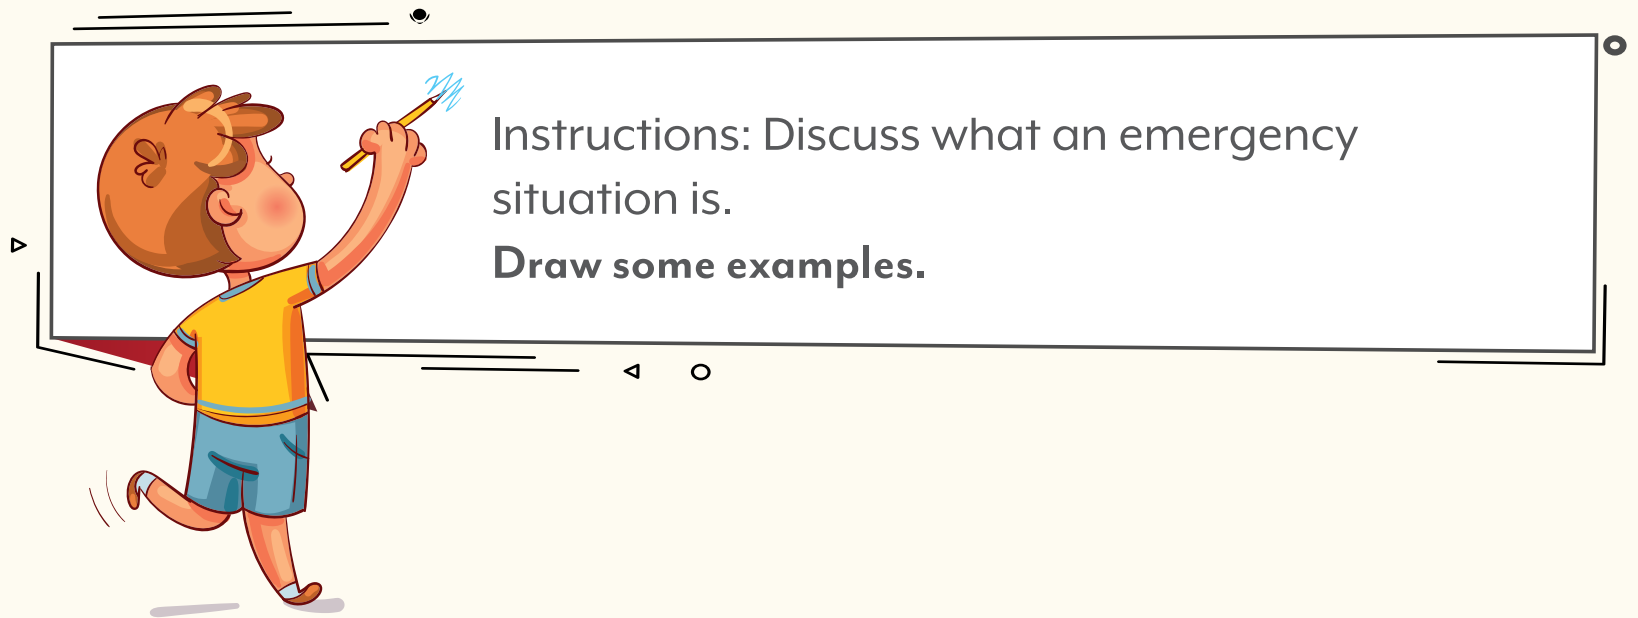 Instructions: Discuss what an emergency
situation is.
Draw some examples.